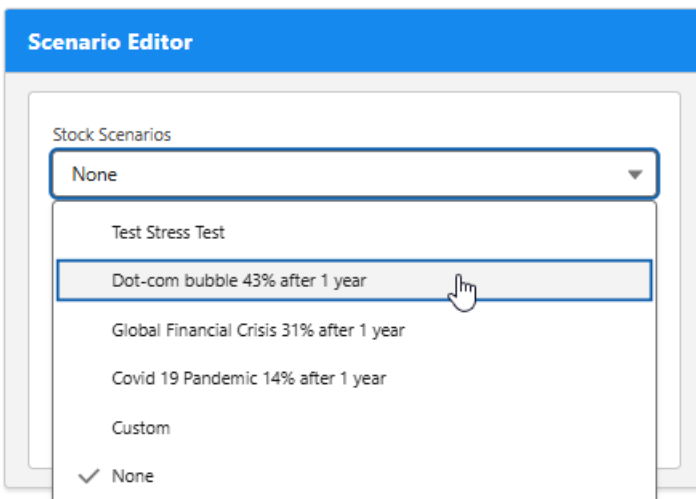 Scenario Editor
Stock Scenarios
None
Test Stress Test
Dot-com bubble 43% after 1 year
Global Financial Crisis 31% after 1 year
Covid 19 Pandemic 14% after 1 year
Custom
None